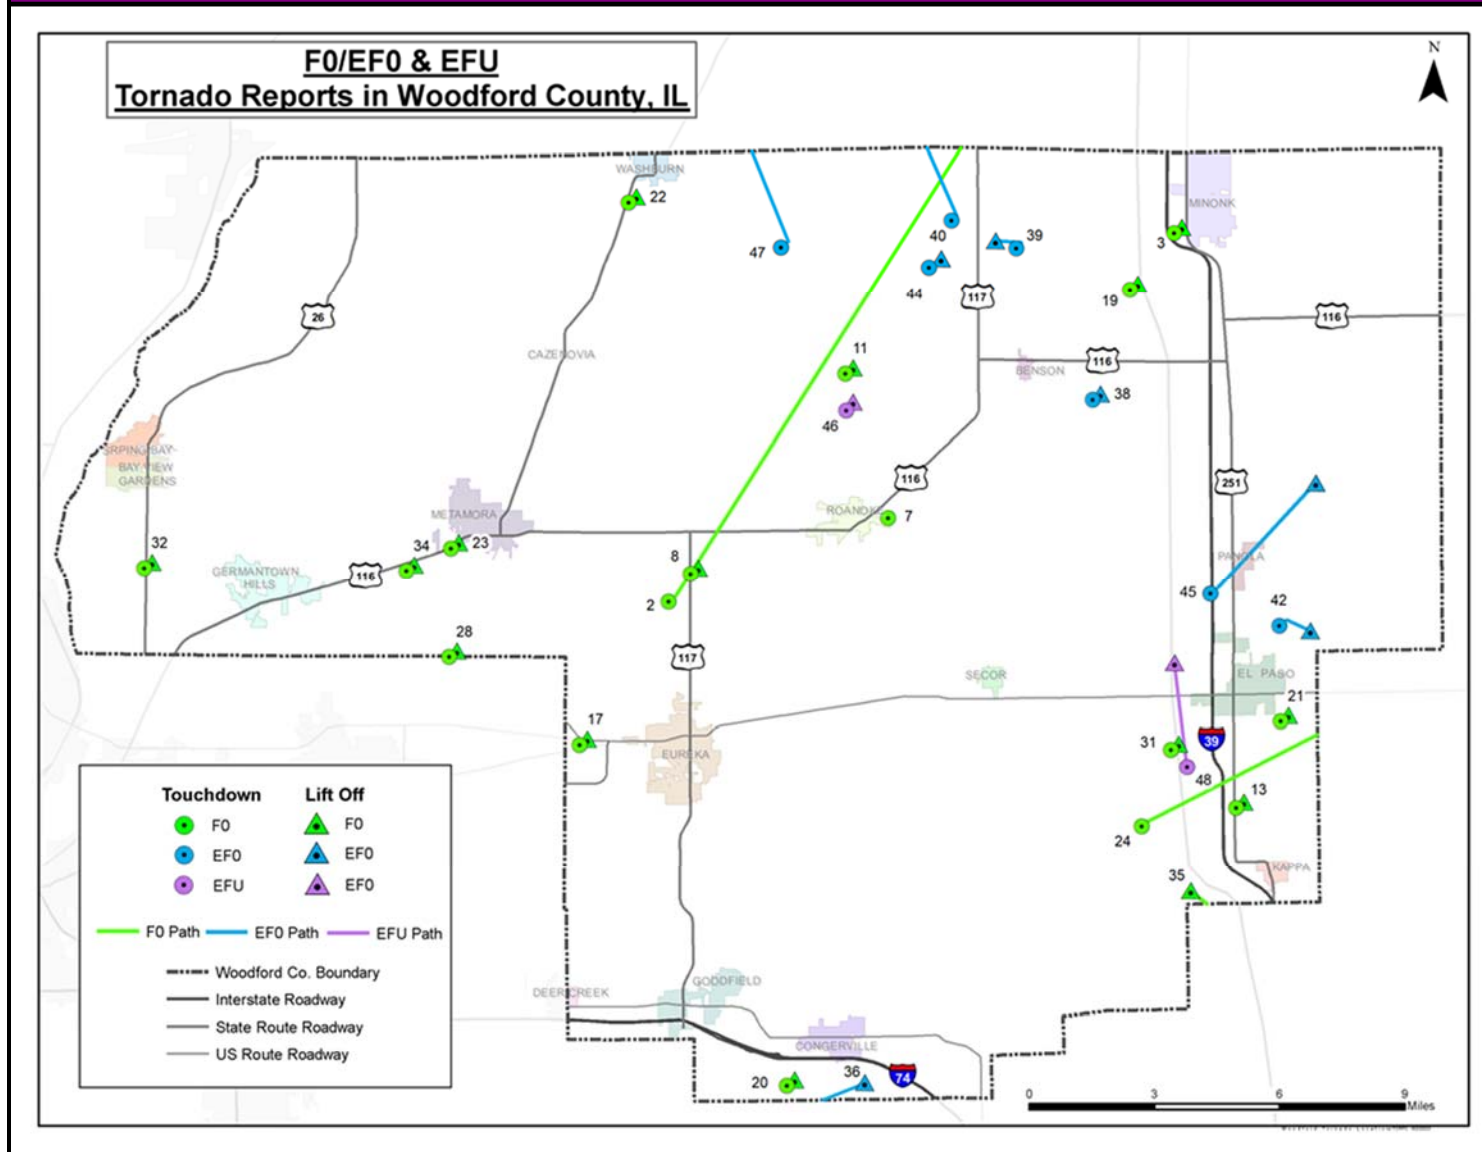 F0/EF0 & EFU
Tornado Reports in Woodford County, IL
N
WASHBURN
22
47
40
39
44
117
MINONK
3
19
116
26
CAZENOVIA
11
46
BENSON
116
38
SRPING BAY
BAY VIEW
GARDENS
METAMORA
116
ROANOKE
7
251
32
34
23
GERMANTOWN
HILLS
116
8
2
PANOLA
45
42
28
117
SECOR
EL PASO
21
17
EUREKA
31
39
48
13
24
35
KAPPA
Touchdown
Lift Off
F0
F0
EF0
EF0
EFU
EF0
F0 Path
EF0 Path
EFU Path
Woodford Co. Boundary
Interstate Roadway
State Route Roadway
US Route Roadway
DEER CREEK
GODDFIELD
CONGERVILLE
20
36
74
0
3
6
9
Miles